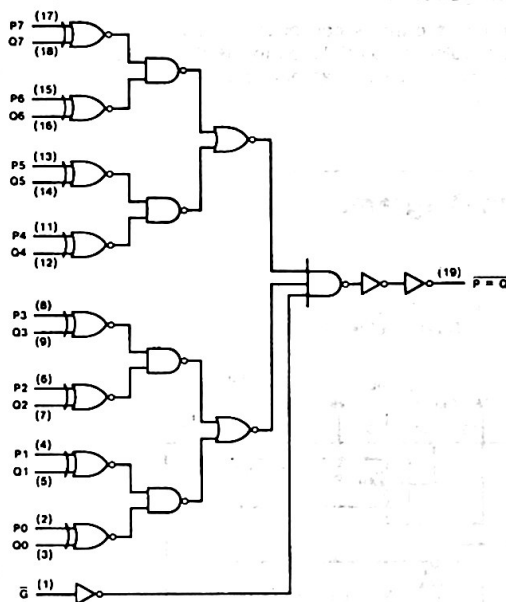 P7 (17)
Q7 (18)
P6 (15)
Q6 (16)
P5 (13)
Q5 (14)
P4 (11)
Q4 (12)
P3 (8)
Q3 (9)
P2 (6)
Q2 (7)
P1 (4)
Q1 (5)
P0 (2)
Q0 (3)
G̅ (1)
(19) P̅ ̅=̅ ̅Q̅